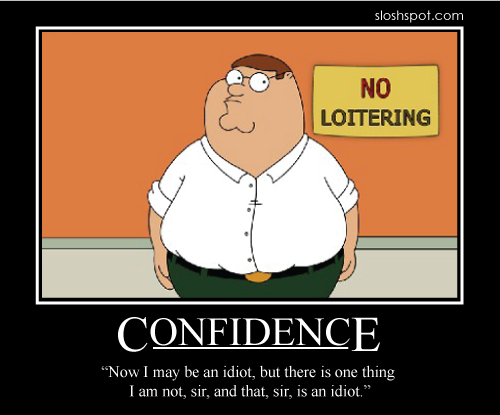 sloshspot.com
NO
LOITERING
CONFIDENCE
“Now I may be an idiot, but there is one thing
I am not, sir, and that, sir, is an idiot.”